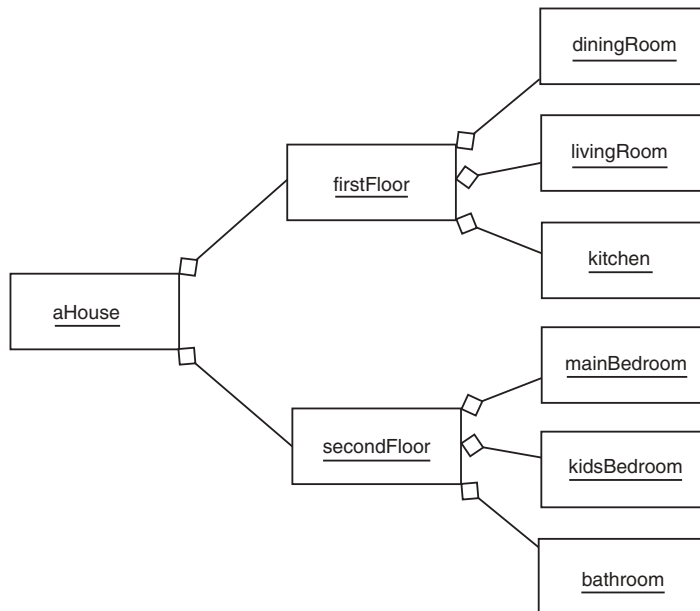 diningRoom
livingRoom
firstFloor
kitchen
aHouse
mainBedroom
secondFloor
kidsBedroom
bathroom